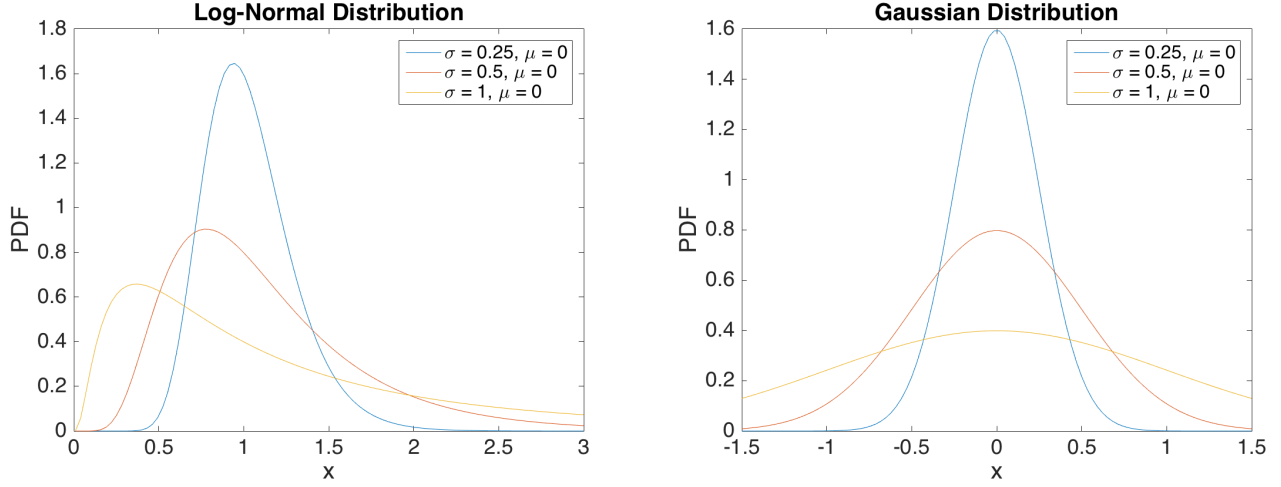 Log-Normal Distribution
1.8
1.6
1.4
1.2
1
0.8
0.6
0.4
0.2
0
PDF
σ = 0.25, μ = 0
σ = 0.5, μ = 0
σ = 1, μ = 0
0 0.5 1 1.5 2 2.5 3
x
Gaussian Distribution
1.6
1.4
1.2
1
0.8
0.6
0.4
0.2
0
PDF
σ = 0.25, μ = 0
σ = 0.5, μ = 0
σ = 1, μ = 0
-1.5 -1 -0.5 0 0.5 1 1.5
x